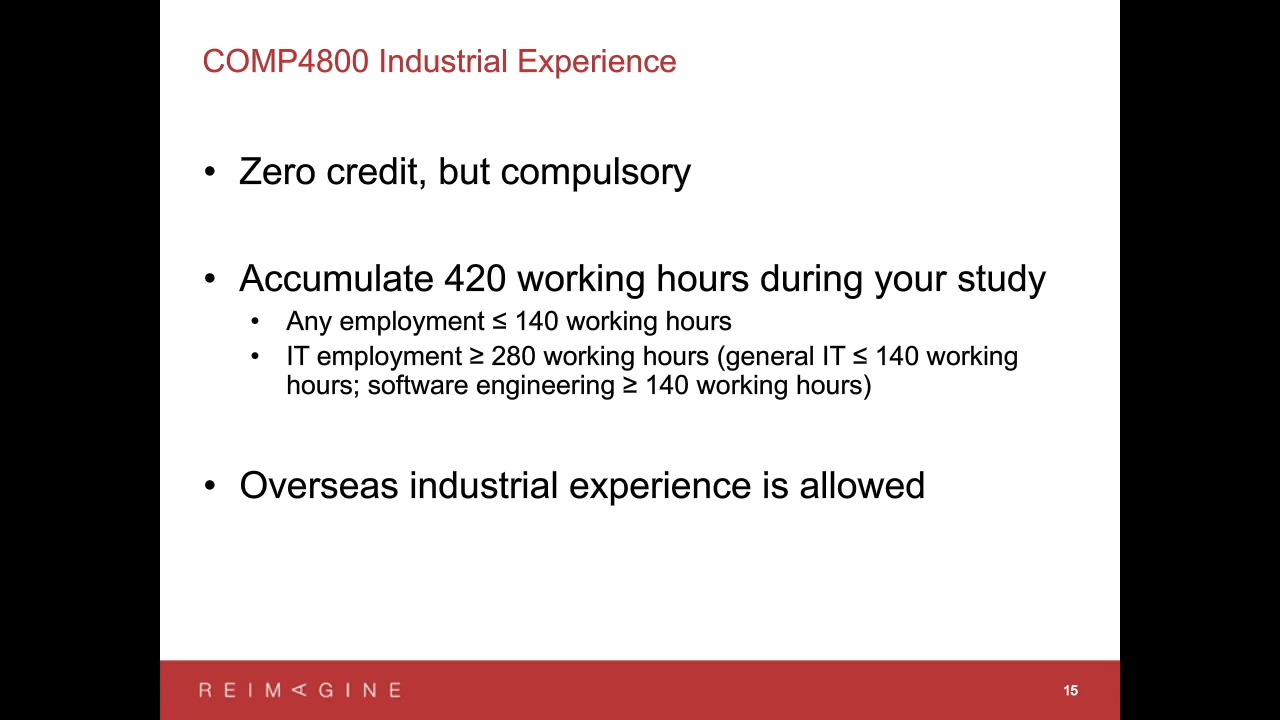 COMP4800 Industrial Experience
• Zero credit, but compulsory
• Accumulate 420 working hours during your study
• Any employment ≤ 140 working hours
• IT employment ≥ 280 working hours (general IT ≤ 140 working
hours; software engineering ≥ 140 working hours)
• Overseas industrial experience is allowed
REIMAGINE
15